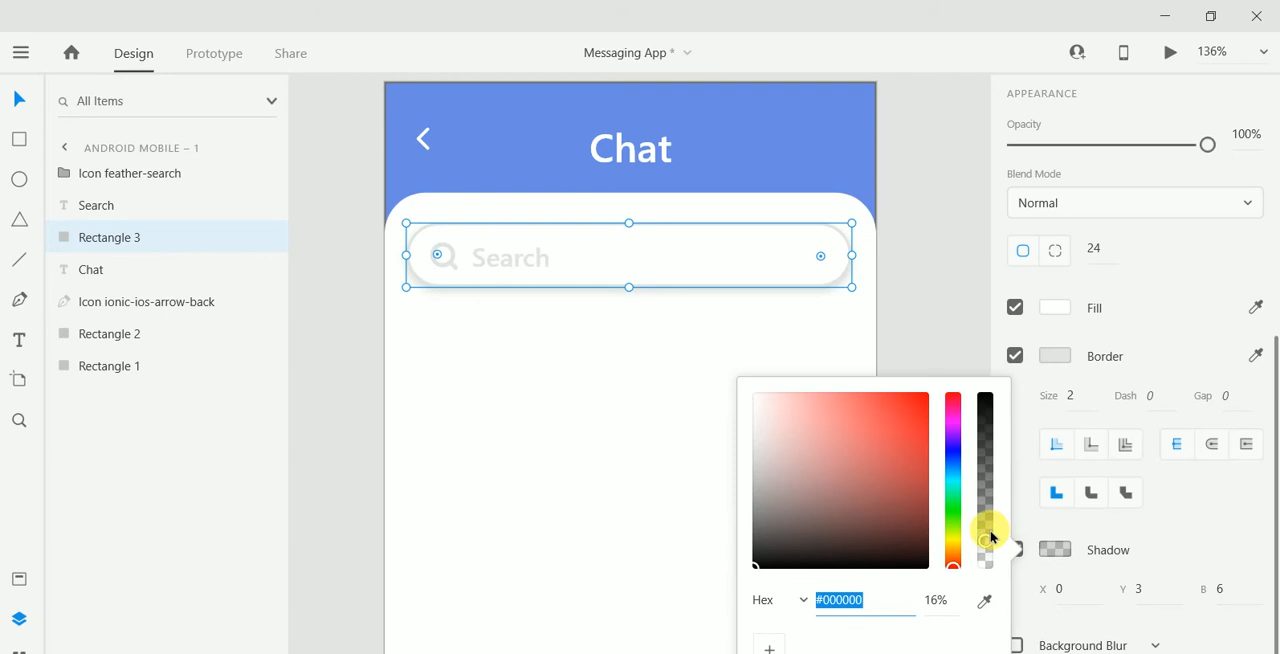 Design
Prototype
Share
Messaging App *
136%
All Items
ANDROID MOBILE – 1
Icon feather-search
Search
Rectangle 3
Chat
Icon ionic-ios-arrow-back
Rectangle 2
Rectangle 1
Chat
Search
APPEARANCE
Opacity
100%
Blend Mode
Normal
24
Fill
Border
Size 2 Dash 0 Gap 0
Shadow
X 0 Y 3 B 6
Background Blur
Hex #000000 16%
+